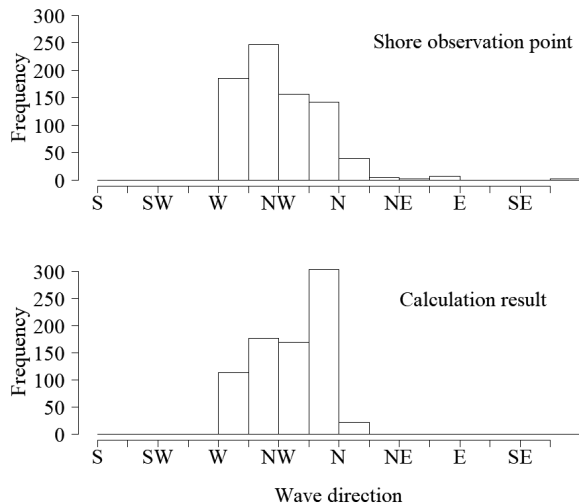 300
Shore observation point
250
200
150
100
50
0
Frequency
S SW W NW N NE E SE
300
Calculation result
250
200
150
100
50
0
Frequency
S SW W NW N NE E SE
Wave direction